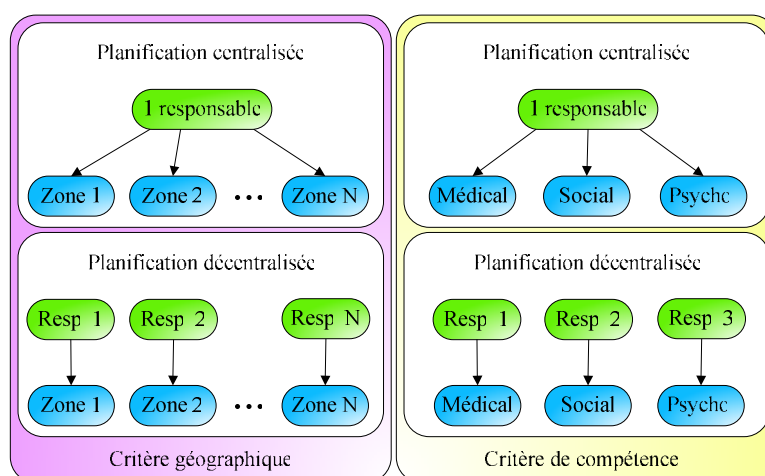 Planification centralisée
1 responsable
Zone 1 Zone 2 ••• Zone N
Planification décentralisée
Resp 1 Resp 2 Resp N
Zone 1 Zone 2 ••• Zone N
Critère géographique
Planification centralisée
1 responsable
Médical Social Psycho
Planification décentralisée
Resp 1 Resp 2 Resp 3
Médical Social Psycho
Critère de compétence